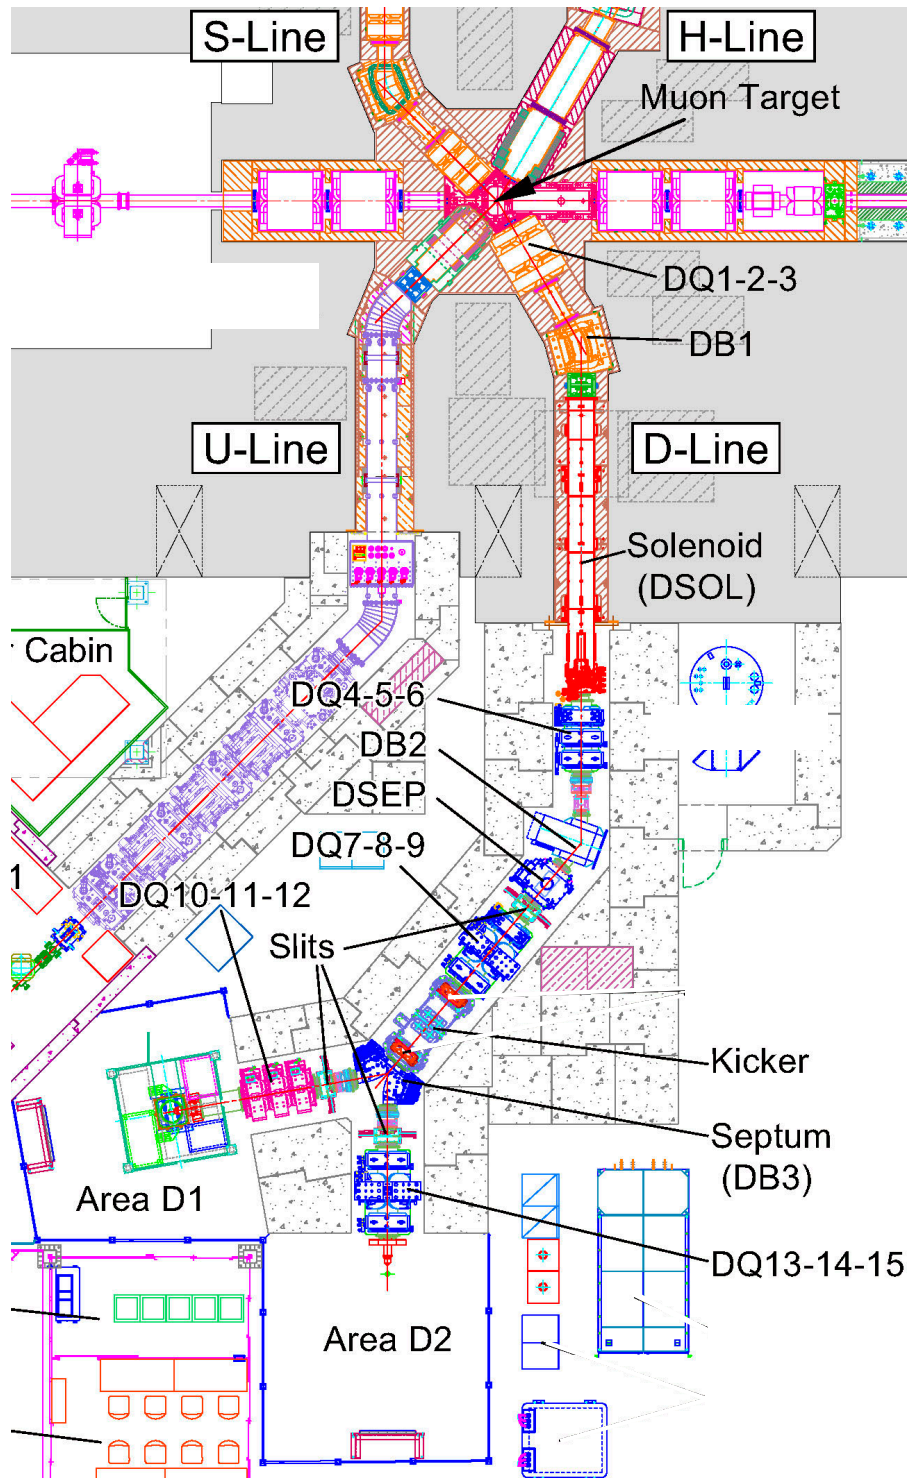 S-Line
H-Line
Muon Target
DQ1-2-3
DB1
U-Line
D-Line
Solenoid
(DSOL)
r Cabin
DQ4-5-6
DB2
DSEP
DQ7-8-9
1
DQ10-11-12
Slits
Kicker
Septum
(DB3)
Area D1
DQ13-14-15
Area D2